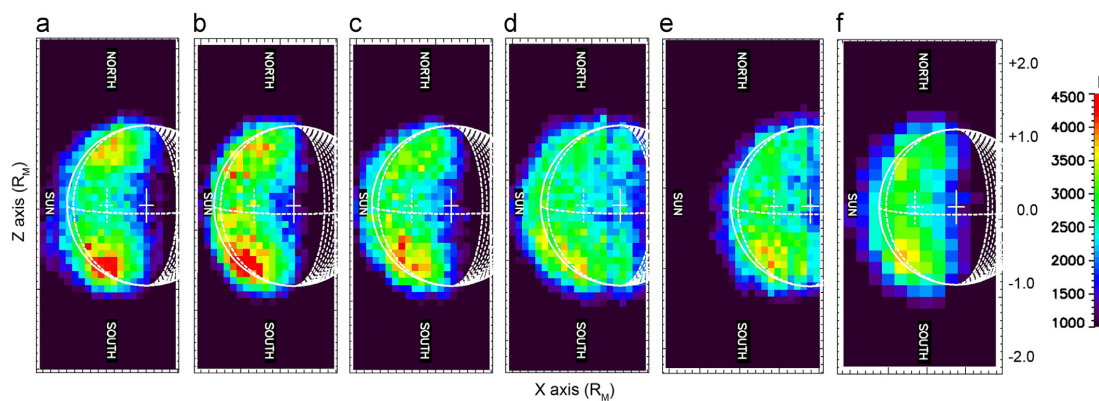 a b c d e f
NORTH NORTH NORTH NORTH NORTH NORTH
SUN SUN SUN SUN SUN SUN
SOUTH SOUTH SOUTH SOUTH SOUTH SOUTH
Z axis (R_M)
X axis (R_M)
+2.0
+1.0
0.0
-1.0
-2.0
4500
4000
3500
3000
2500
2000
1500
1000